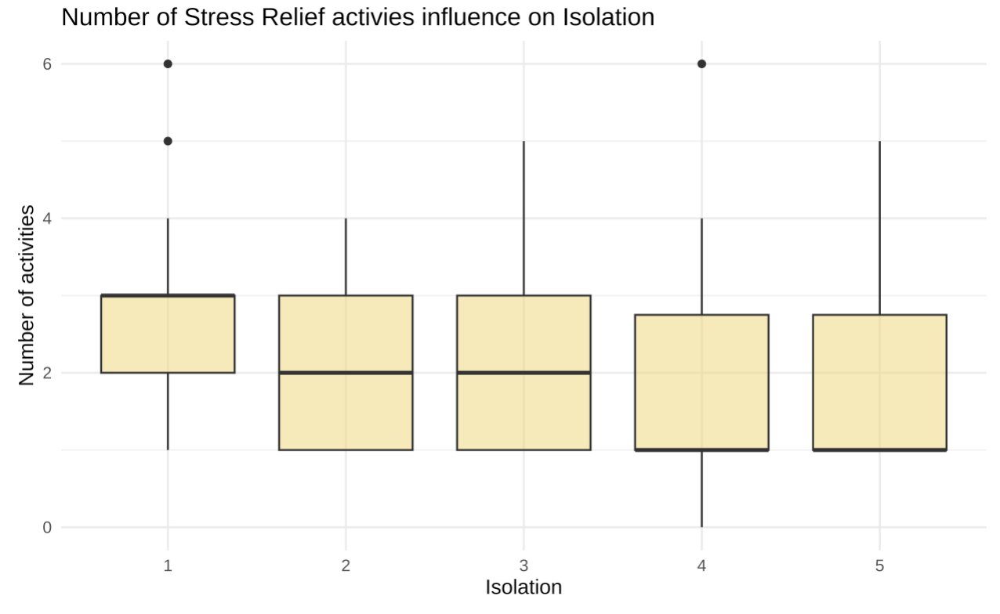 Number of Stress Relief activies influence on Isolation
Number of activities
6
4
2
0
1 2 3 4 5
Isolation